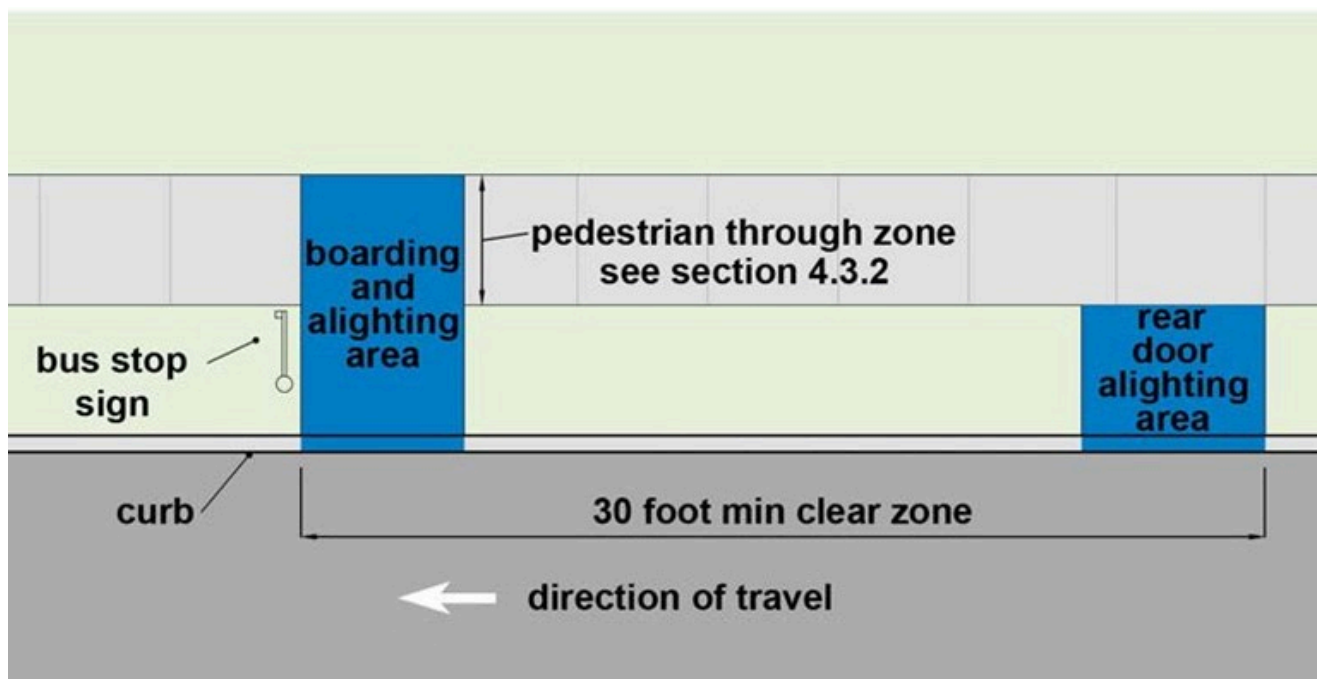 pedestrian through zone
see section 4.3.2
boarding
and
alighting
area
rear
door
alighting
area
bus stop
sign
curb
30 foot min clear zone
direction of travel